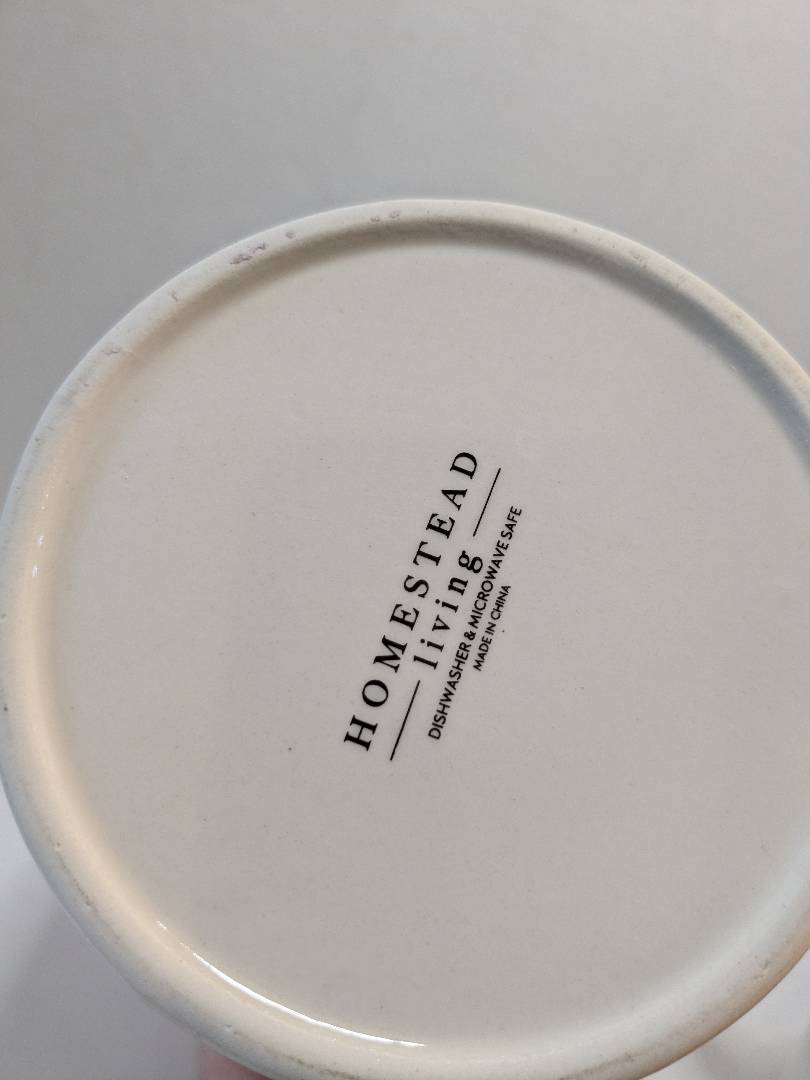 HOMESTEAD
living
DISHWASHER & MICROWAVE SAFE
MADE IN CHINA